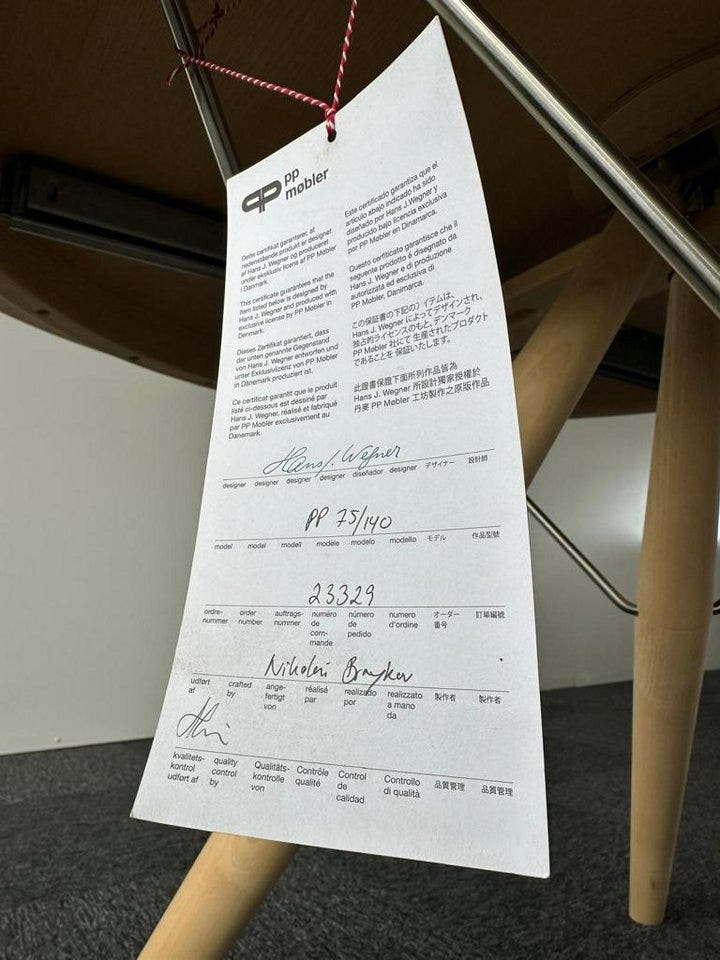 pp
møbler
Dette certifikat garanterer, at
nedenstående produkt er designet
af Hans J. Wegner og produceret
under eksklusiv licens af PP Møbler
i Danmark.
This certificate guarantees that the
item listed below is designed by
Hans J. Wegner and produced with
exclusive license by PP Møbler in
Denmark.
Dieses Zertifikat garantiert, dass
der unten genannte Gegenstand
von Hans J. Wegner entworfen und
unter Exklusivlizenz von PP Møbler
in Dänemark produziert ist.
Ce certificat garantit que le produit
listé ci-dessous est dessiné par
Hans J. Wegner, réalisé et fabriqué
par PP Møbler exclusivement au
Danemark.
Este certificado garantiza que el
artículo abajo indicado ha sido
diseñado por Hans J.Wegner y
producido bajo licencia exclusiva
por PP Møbler en Dinamarca.
Questo certificato garantisce che il
seguente prodotto é disegnato da
Hans J. Wegner e di produzione
autorizzata ed esclusiva di
PP Møbler, Danimarca.
この保証書の下記のアイテムは、
Hans J. Wegner によってデザインされ、
独占的ライセンスのもと、デンマーク
PP Møbler 社にて 生産されたプロダクト
であることを 保証いたします。
此證書保證下面所列作品皆為
Hans J. Wegner 所設計獨家授權於
丹麥 PP Møbler 工坊製作之原版作品
Hans J. Wegner
designer designer designer designer diseñador designer デザイナー 設計師
PP 75/140
model model modell modèle modelo modello モデル 作品型號
23329
ordre-
nummer
order
number
auftrags-
nummer
numéro
de
com-
mande
número
de
pedido
numero
d'ordine
オーダー
番号
訂單編號
Nikolaj
udført
af
crafted
by
ange-
fertigt
von
réalisé
par
realizado
por
realizzato
a mano
da
製作者
製作者
kvalitets-
kontrol
udført af
quality
control
by
Qualitäts-
kontrolle
von
Contrôle
qualité
Control
de
calidad
Controllo
di qualità
品質管理
品質管理